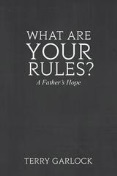 WHAT ARE
YOUR
RULES?
A Father's Hope
TERRY GARLOCK